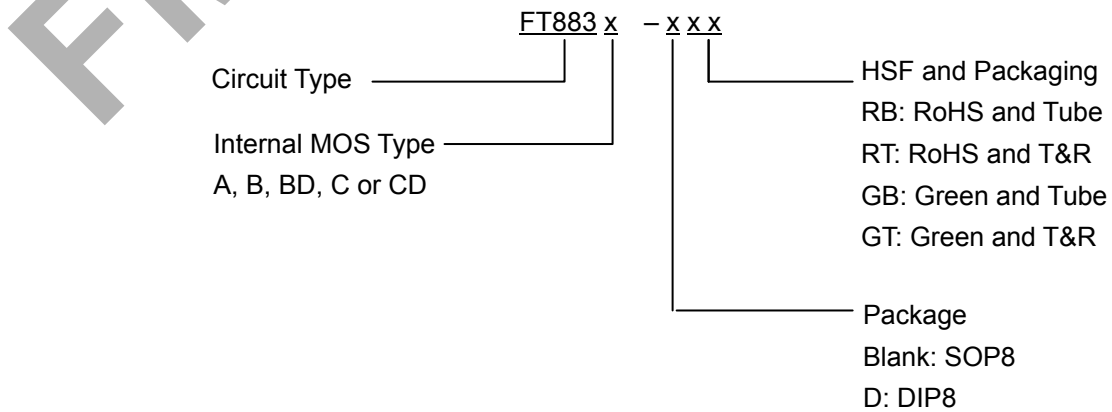 FT883 x – x x x
Circuit Type
Internal MOS Type
A, B, BD, C or CD
HSF and Packaging
RB: RoHS and Tube
RT: RoHS and T&R
GB: Green and Tube
GT: Green and T&R
Package
Blank: SOP8
D: DIP8